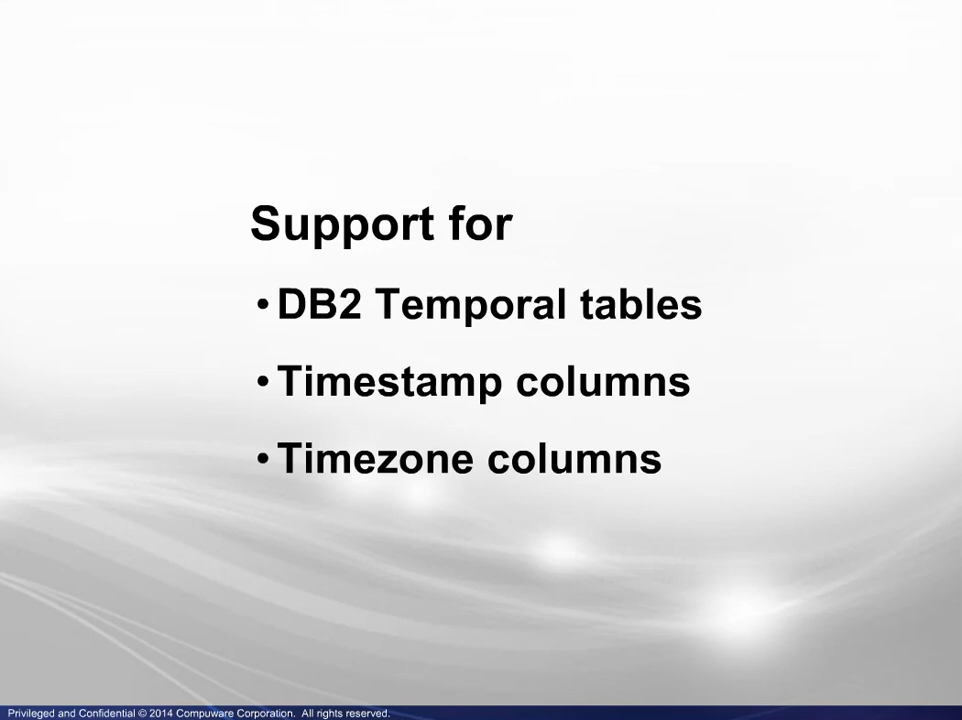 Support for
• DB2 Temporal tables
• Timestamp columns
• Timezone columns
Privileged and Confidential © 2014 Compuware Corporation. All rights reserved.